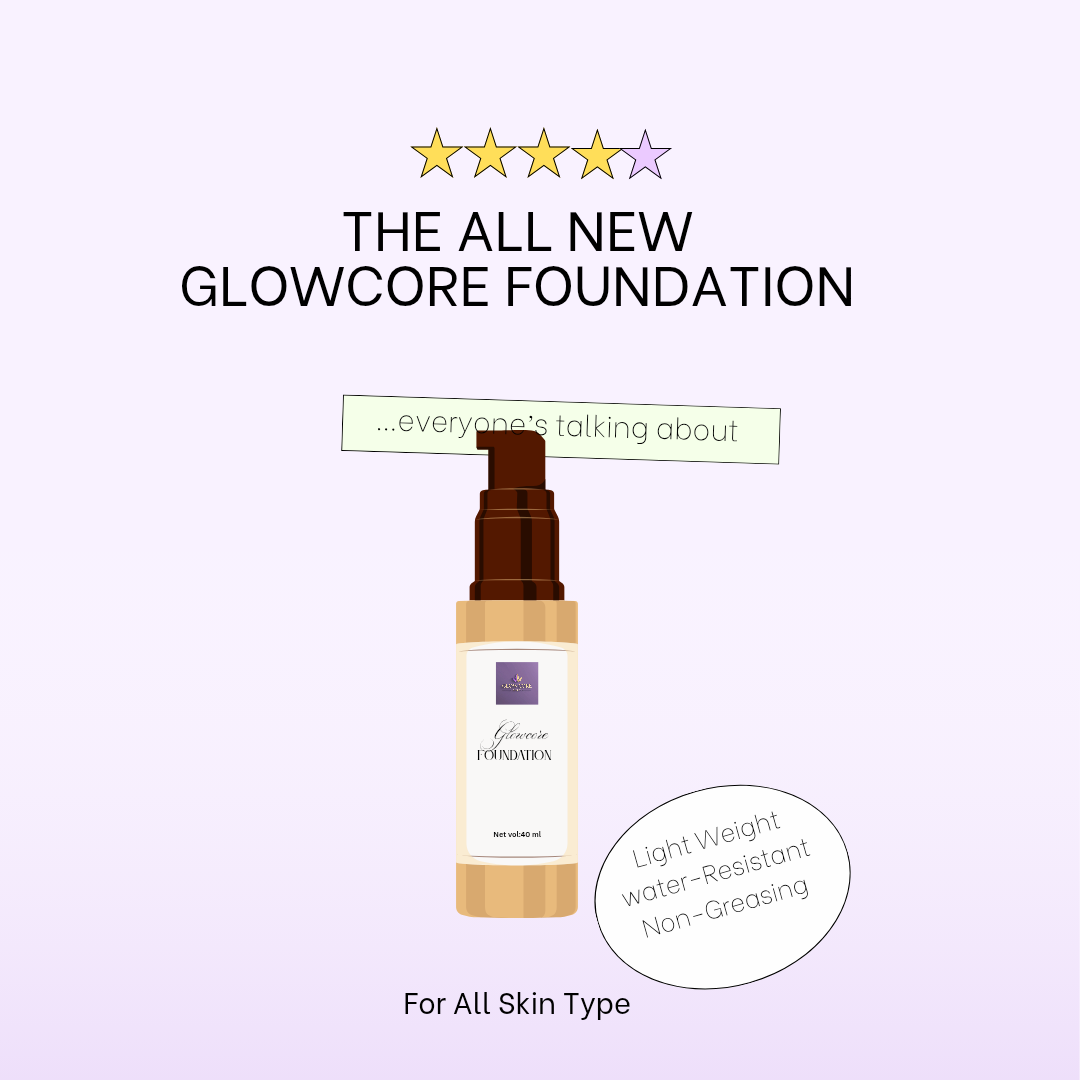 THE ALL NEW
GLOWCORE FOUNDATION
...everyone's talking about
GLOWCORE
Glowcore
FOUNDATION
Net vol:40 ml
Light Weight
water-Resistant
Non-Greasing
For All Skin Type